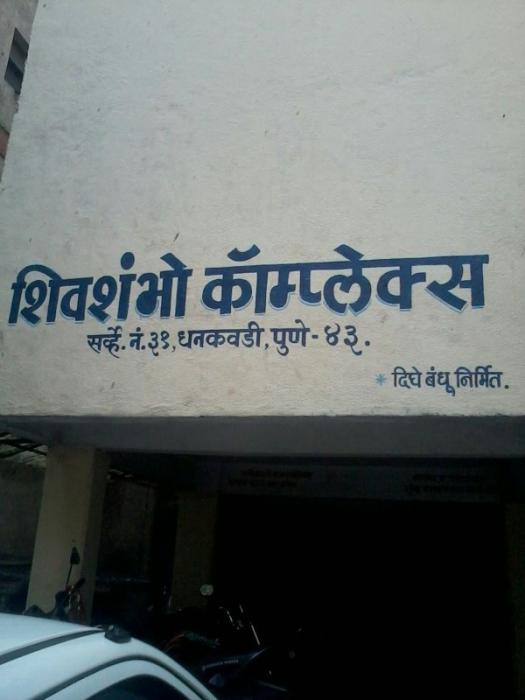 शिवशंभो कॉम्प्लेक्स
सर्व्हे. नं. ३१, धनकवडी, पुणे - ४३.
* दिघे बंधू निर्मित.